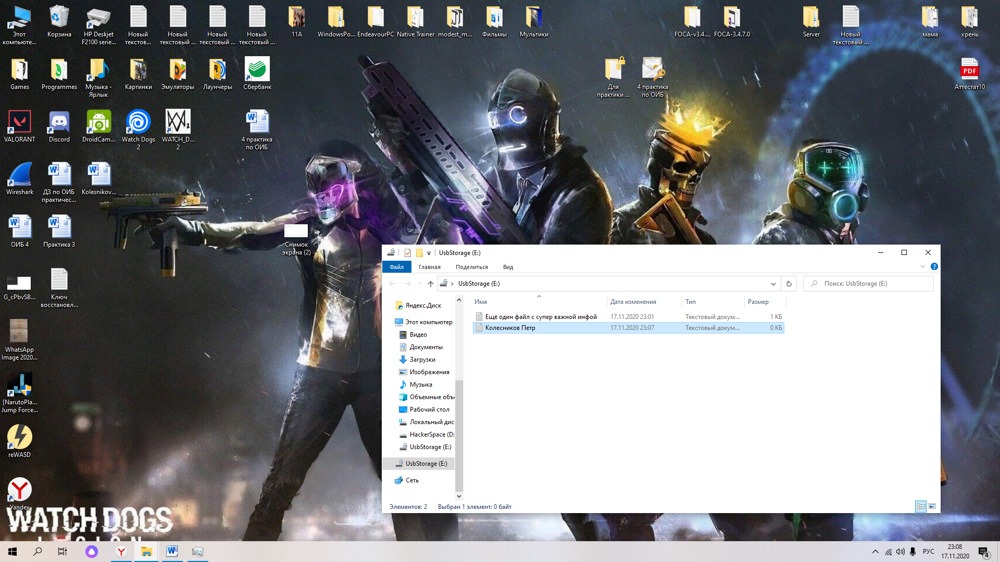 Этот компьюте...
Корзина
HP Deskjet F2100 serie...
Новый текстов...
Новый текстовый ...
Новый текстовый ...
Новый текстовый ...
11A
WindowsPo...
EndeavourPC
Native Trainer
modest_m...
Фильмы
Мультики
FOCA-v3.4....
FOCA-3.4.7.0
Server
Новый текстовый ...
мама
хрень
Games
Programmes
Музыка - Ярлык
Картинки
Эмуляторы
Лаунчеры
Сбербанк
Для практики ...
4 практика по ОИБ
PDF
Аттестат10
VALORANT
Discord
DroidCam...
Watch Dogs 2
WATCH_D... 2
4 практика по ОИБ
Wireshark
ДЗ по ОИБ практичес...
Kolesnikov...
ОИБ 4
Практика 3
Снимок экрана (2)
G_cPbvSB...
Ключ восстановл...
WhatsApp Image 2020...
[NarutoPla... Jump Force...
reWASD
Yandex
WATCH DOGS
LEGION
UsbStorage (E:)
Файл
Главная
Поделиться
Вид
UsbStorage (E:)
Поиск: UsbStorage (E:)
Яндекс.Диск
Этот компьютер
Видео
Документы
Загрузки
Изображения
Музыка
Объемные объ
Рабочий стол
Локальный дис
HackerSpace (D:
UsbStorage (E:)
UsbStorage (E:)
Сеть
Имя
Дата изменения
Тип
Размер
Ещё один файл с супер важной инфой
17.11.2020 23:01
Текстовый докум...
1 КБ
Колесников Петр
17.11.2020 23:07
Текстовый докум...
0 КБ
Элементов: 2
Выбран 1 элемент: 0 байт
РУС
23:08
17.11.2020
4